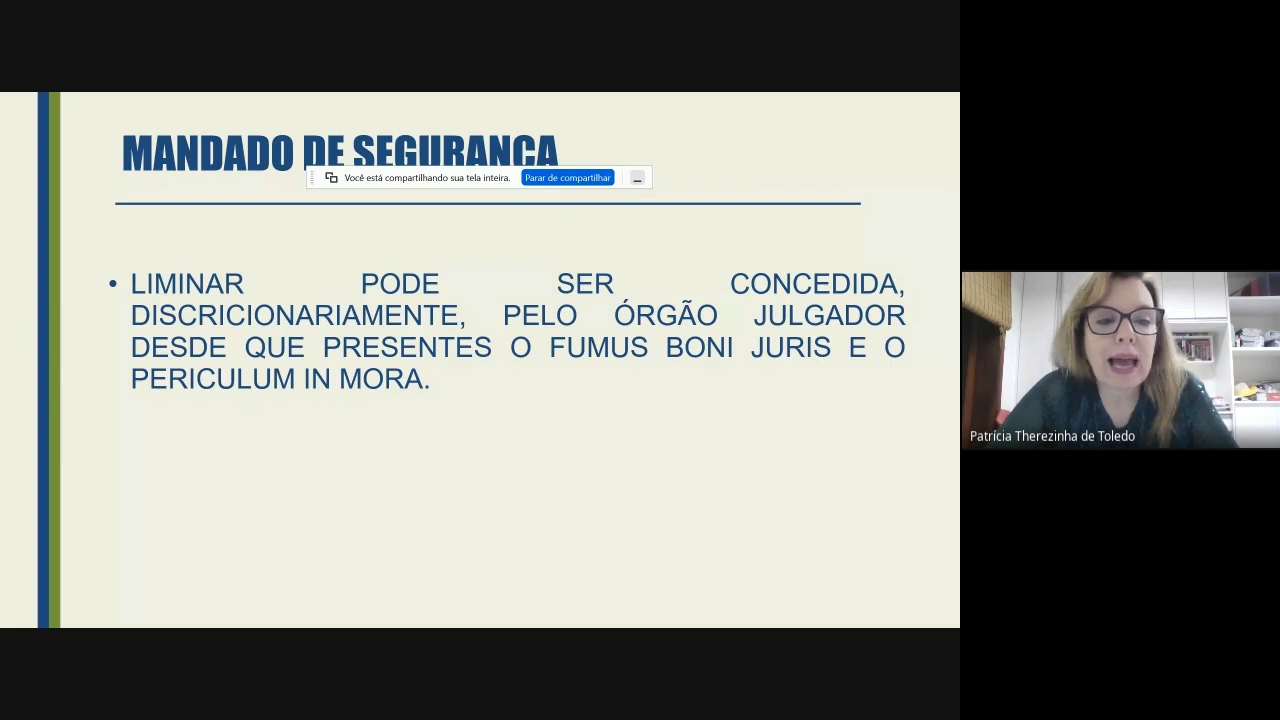 MANDADO DE SEGURANÇA
Você está compartilhando sua tela inteira. Parar de compartilhar
• LIMINAR PODE SER CONCEDIDA,
DISCRICIONARIAMENTE, PELO ÓRGÃO JULGADOR
DESDE QUE PRESENTES O FUMUS BONI JURIS E O
PERICULUM IN MORA.
Patrícia Therezinha de Toledo